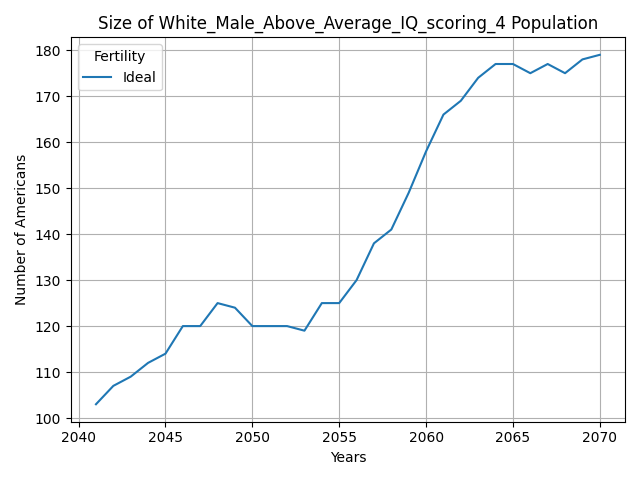 Size of White_Male_Above_Average_IQ_scoring_4 Population
Fertility
Ideal
180
170
160
150
140
130
120
110
100
Number of Americans
2040 2045 2050 2055 2060 2065 2070
Years